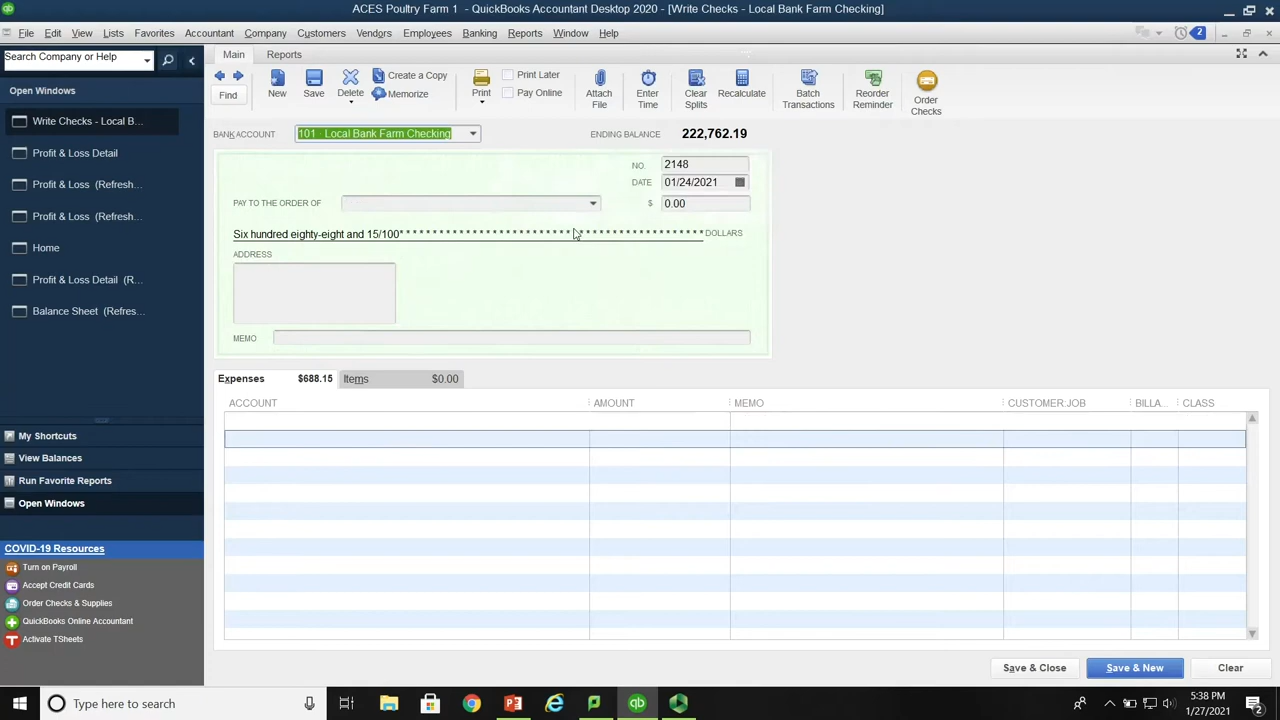 ACES Poultry Farm 1 - QuickBooks Accountant Desktop 2020 - [Write Checks - Local Bank Farm Checking]
File Edit View Lists Favorites Accountant Company Customers Vendors Employees Banking Reports Window Help
2
Search Company or Help
Open Windows
Write Checks - Local B...
Profit & Loss Detail
Profit & Loss (Refresh...
Profit & Loss (Refresh...
Home
Profit & Loss Detail (R...
Balance Sheet (Refres...
My Shortcuts
View Balances
Run Favorite Reports
Open Windows
COVID-19 Resources
Turn on Payroll
Accept Credit Cards
Order Checks & Supplies
QuickBooks Online Accountant
Activate TSheets
Main Reports
Find
New
Save
Delete
Create a Copy
Memorize
Print
Print Later
Pay Online
Attach File
Enter Time
Clear Splits
Recalculate
Batch Transactions
Reorder Reminder
Order Checks
BANK ACCOUNT 101 · Local Bank Farm Checking ENDING BALANCE 222,762.19
NO. 2148
DATE 01/24/2021
PAY TO THE ORDER OF $ 0.00
Six hundred eighty-eight and 15/100* * * * * * * * * * * * * * * * * * * * * * * * * * * * * * * * * * * * * * * * * * DOLLARS
ADDRESS
MEMO
Expenses $688.15 Items $0.00
ACCOUNT AMOUNT MEMO CUSTOMER:JOB BILLA... CLASS
Save & Close Save & New Clear
Type here to search
5:38 PM
1/27/2021
2